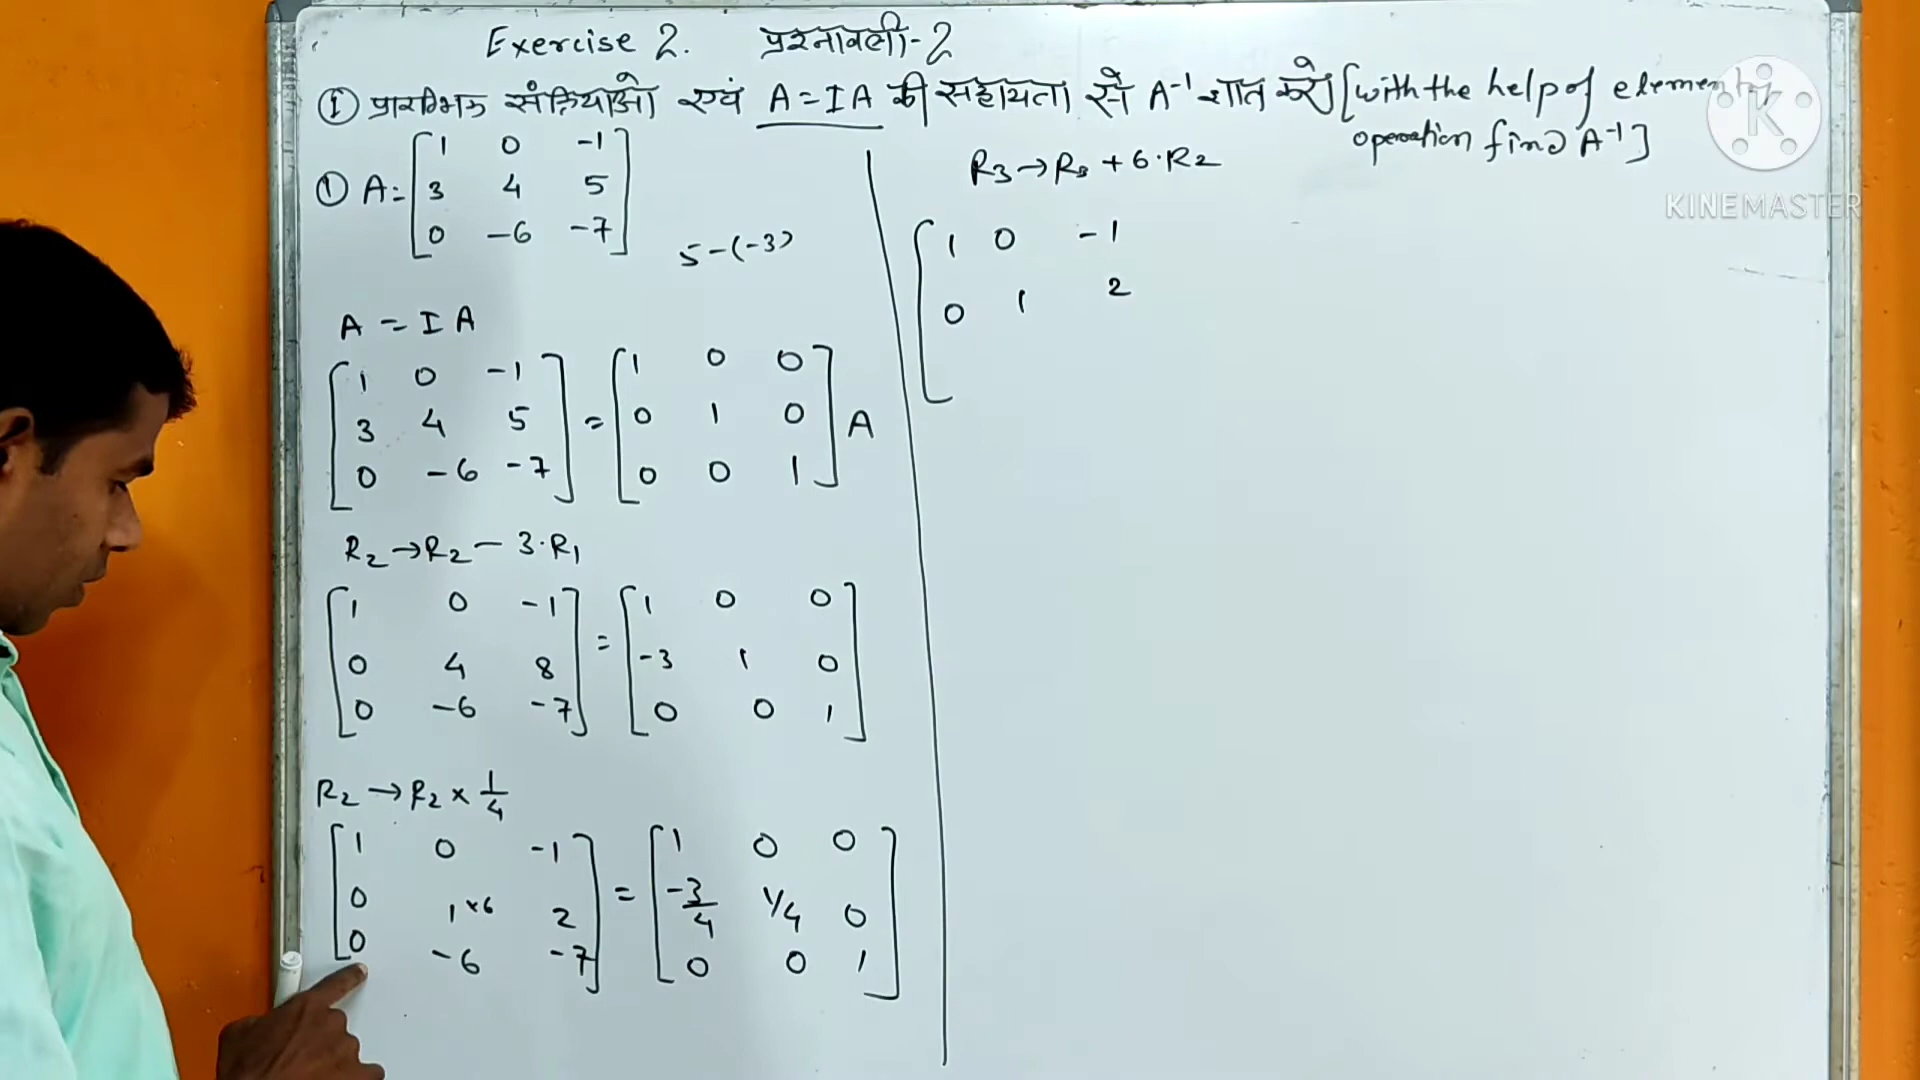 Exercise 2. प्रश्नावली-2
① प्रारम्भिक संक्रियाओ एवं A = IA की सहायता से A⁻¹ ज्ञात करे [with the help of elementry
operation find A⁻¹]
① A = [1 0 -1
3 4 5
0 -6 -7]
5-(-3)
A = IA
[1 0 -1] = [1 0 0]
[3 4 5] [0 1 0] A
[0 -6 -7] [0 0 1]
R₂ → R₂ - 3·R₁
[1 0 -1] = [1 0 0]
[0 4 8] [-3 1 0]
[0 -6 -7] [0 0 1]
R₂ → R₂ × 1/4
[1 0 -1] = [1 0 0]
[0 1×6 2] [-3/4 1/4 0]
[0 -6 -7] [0 0 1]
R₃ → R₃ + 6·R₂
[1 0 -1
0 1 2
K
KINEMASTER